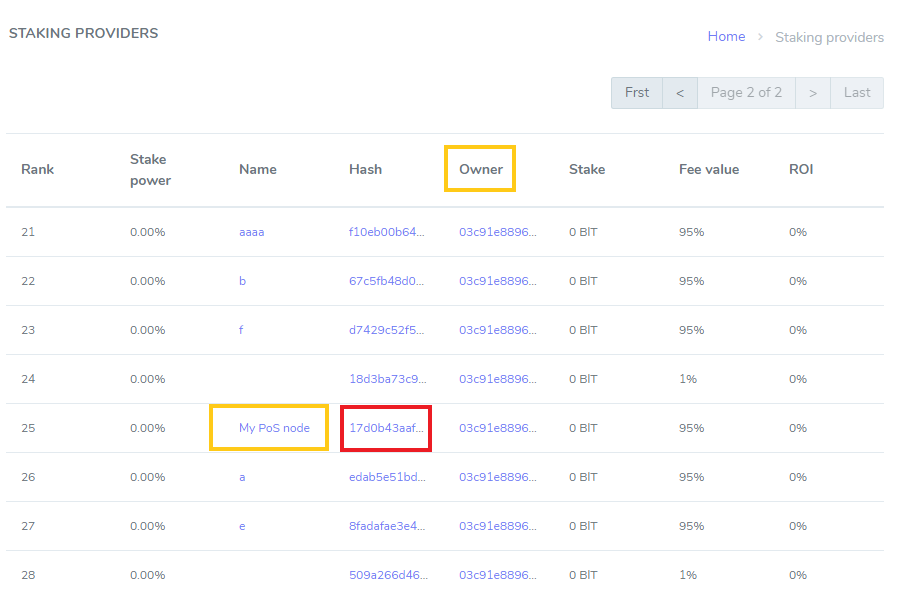 STAKING PROVIDERS
Home > Staking providers
Frst < Page 2 of 2 > Last
Rank Stake power Name Hash Owner Stake Fee value ROI
21 0.00% aaaa f10eb00b64... 03c91e8896... 0 BIT 95% 0%
22 0.00% b 67c5fb48d0... 03c91e8896... 0 BIT 95% 0%
23 0.00% f d7429c52f5... 03c91e8896... 0 BIT 95% 0%
24 0.00% 18d3ba73c9... 03c91e8896... 0 BIT 1% 0%
25 0.00% My PoS node 17d0b43aaf... 03c91e8896... 0 BIT 95% 0%
26 0.00% a edab5e51bd... 03c91e8896... 0 BIT 95% 0%
27 0.00% e 8fadafae3e4... 03c91e8896... 0 BIT 95% 0%
28 0.00% 509a266d46... 03c91e8896... 0 BIT 1% 0%